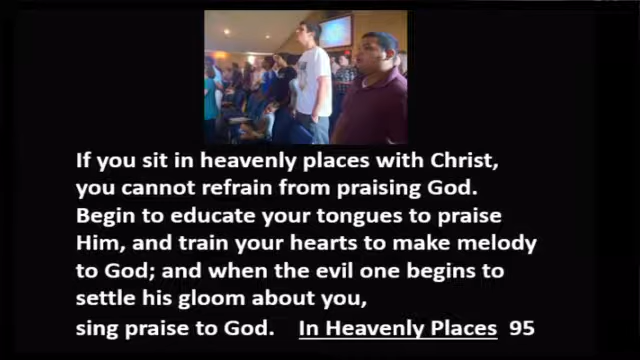 If you sit in heavenly places with Christ,
you cannot refrain from praising God.
Begin to educate your tongues to praise
Him, and train your hearts to make melody
to God; and when the evil one begins to
settle his gloom about you,
sing praise to God. In Heavenly Places 95